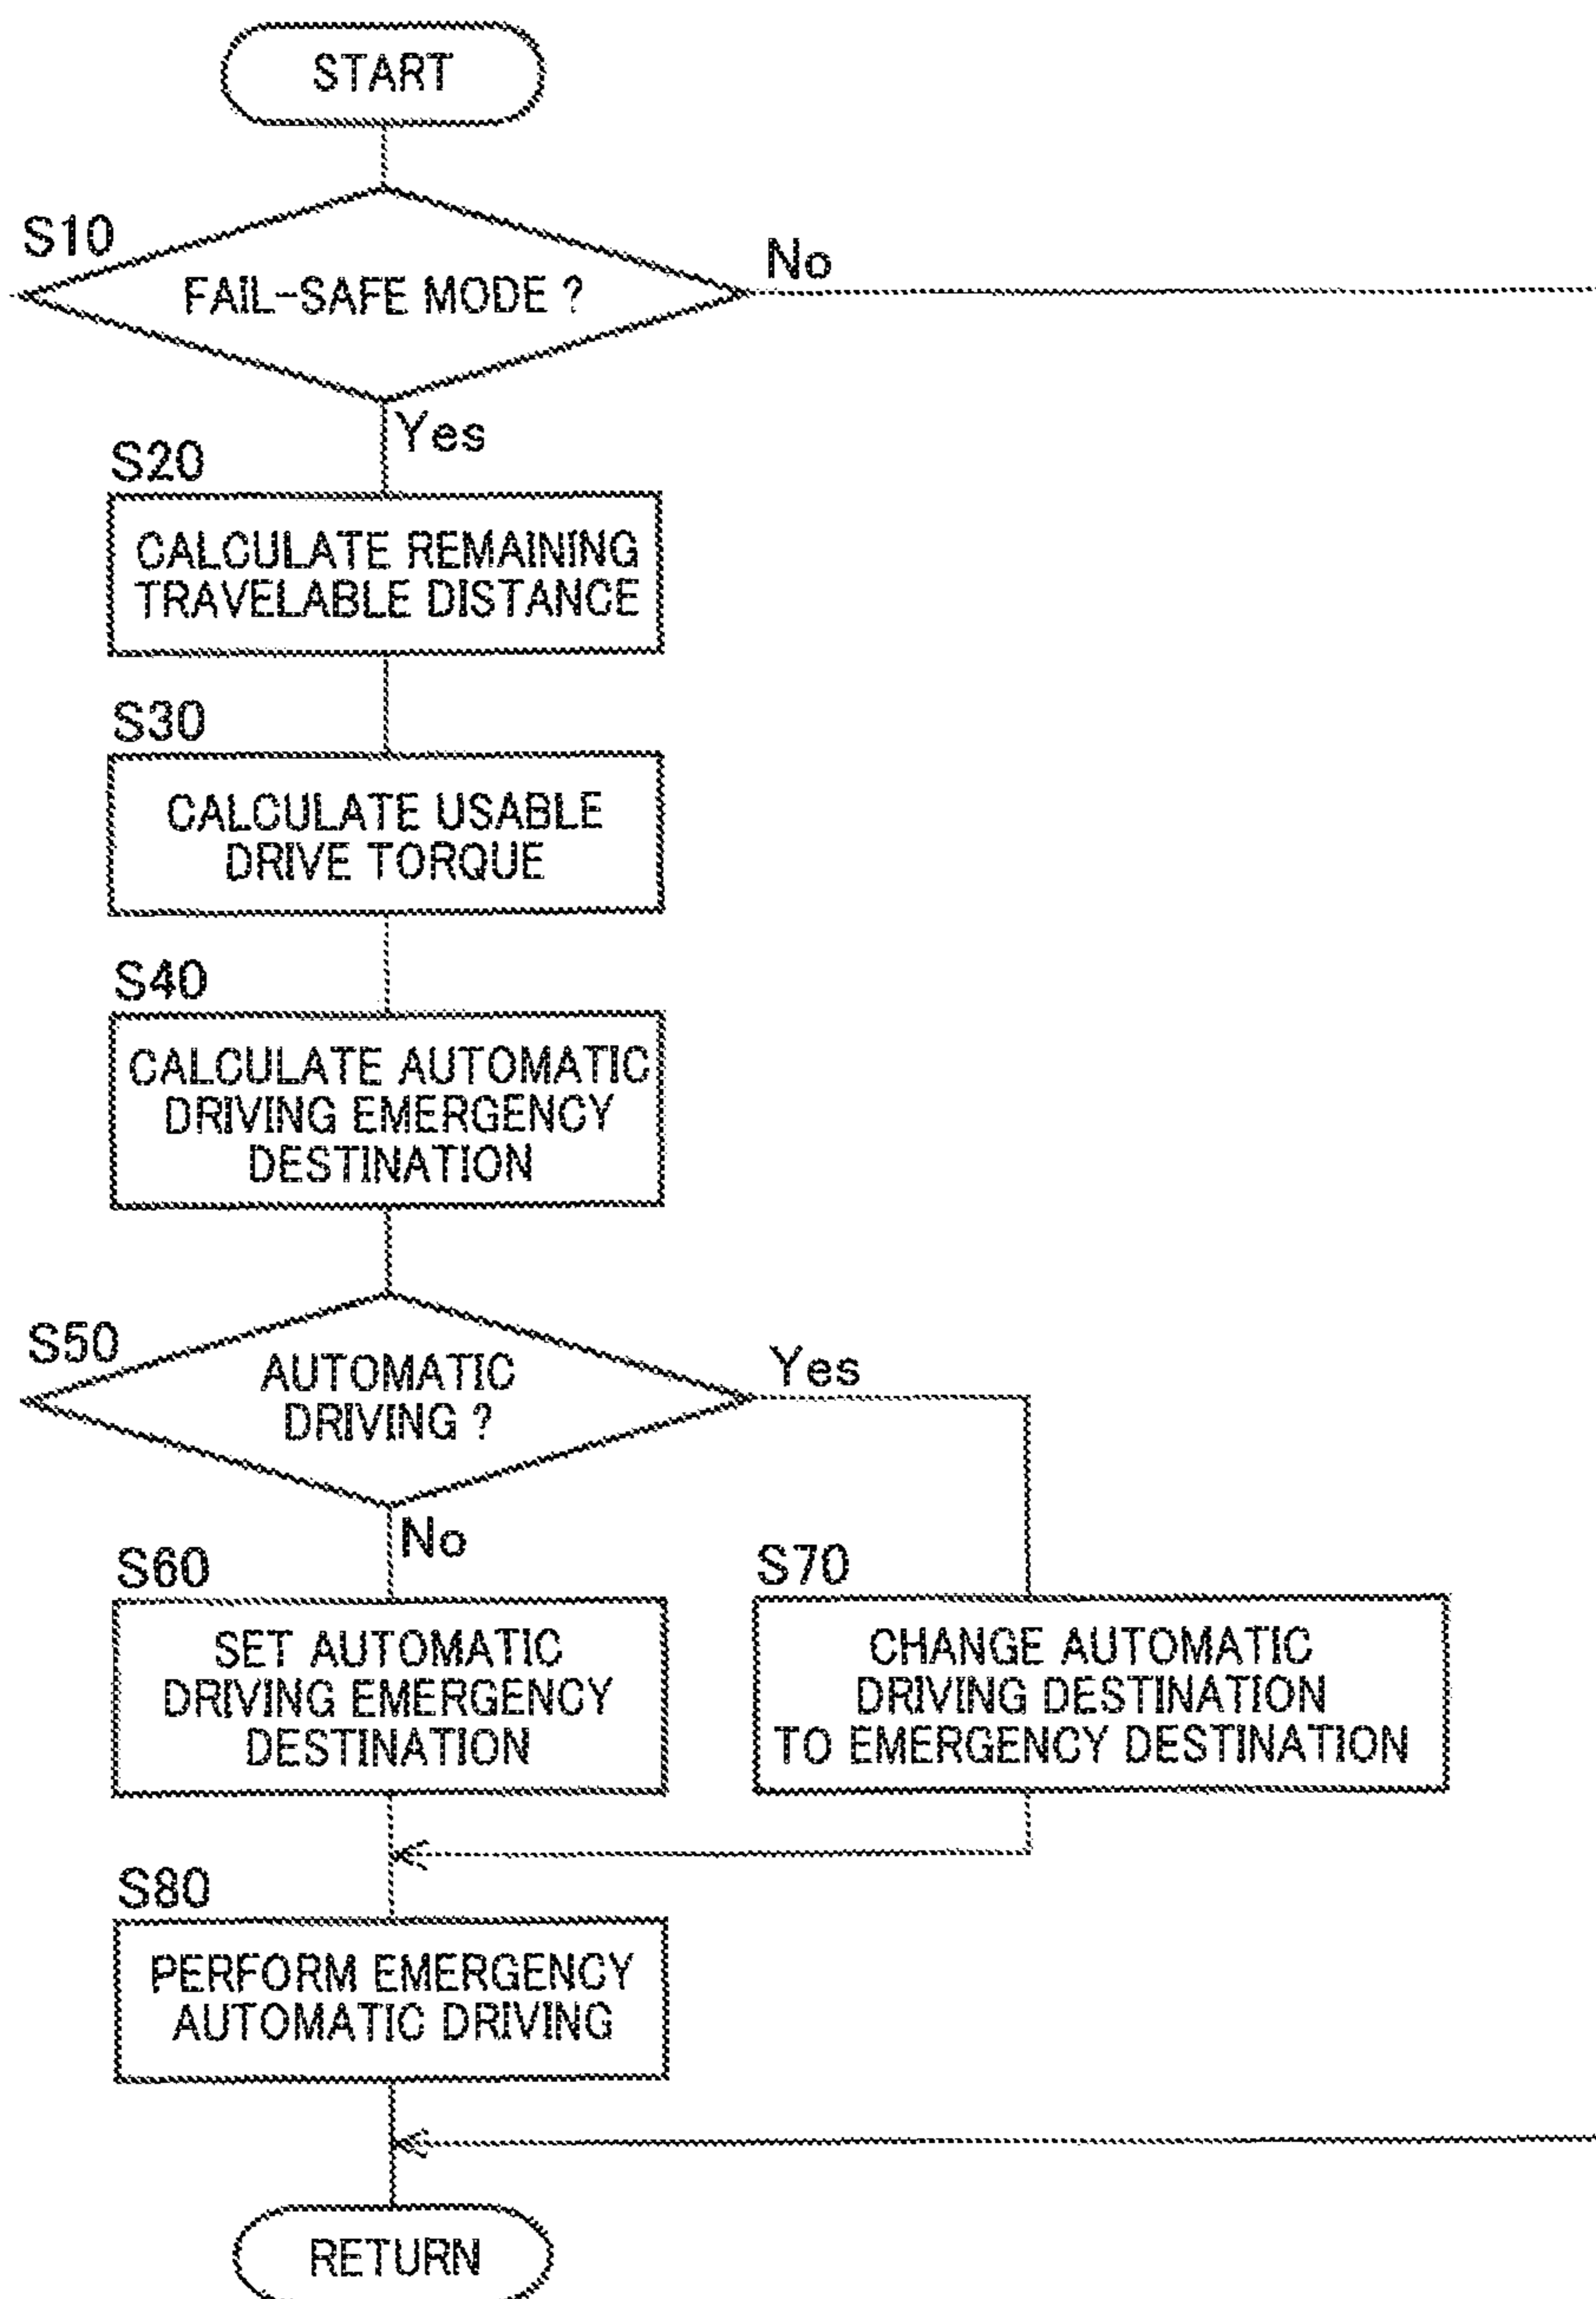 START
S10
FAIL-SAFE MODE ?
No
Yes
S20
CALCULATE REMAINING
TRAVELABLE DISTANCE
S30
CALCULATE USABLE
DRIVE TORQUE
S40
CALCULATE AUTOMATIC
DRIVING EMERGENCY
DESTINATION
S50
AUTOMATIC
DRIVING ?
Yes
No
S60
SET AUTOMATIC
DRIVING EMERGENCY
DESTINATION
S70
CHANGE AUTOMATIC
DRIVING DESTINATION
TO EMERGENCY DESTINATION
S80
PERFORM EMERGENCY
AUTOMATIC DRIVING
RETURN